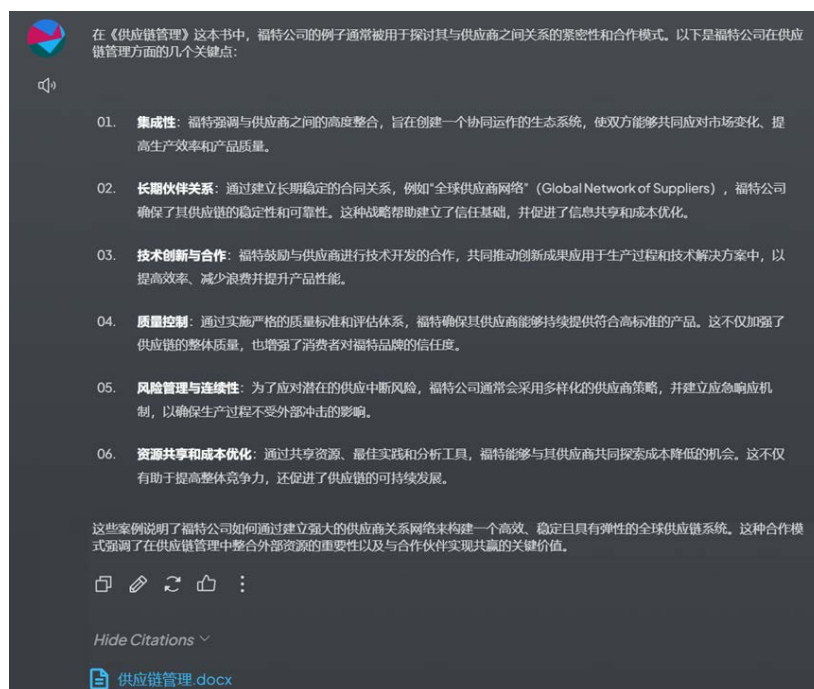 在《供应链管理》这本书中，福特公司的例子通常被用于探讨其与供应商之间关系的紧密性和合作模式。以下是福特公司在供应
链管理方面的几个关键点：
01. 集成性：福特强调与供应商之间的高度整合，旨在创建一个协同运作的生态系统，使双方能够共同应对市场变化、提
高生产效率和产品质量。
02. 长期伙伴关系：通过建立长期稳定的合同关系，例如“全球供应商网络”（Global Network of Suppliers），福特公司
确保了其供应链的稳定性和可靠性。这种战略帮助建立了信任基础，并促进了信息共享和成本优化。
03. 技术创新与合作：福特鼓励与供应商进行技术开发的合作，共同推动创新成果应用于生产过程和技术解决方案中，以
提高效率、减少浪费并提升产品性能。
04. 质量控制：通过实施严格的质量标准和评估体系，福特确保其供应商能够持续提供符合高标准的产品。这不仅加强了
供应链的整体质量，也增强了消费者对福特品牌的信任度。
05. 风险管理与连续性：为了应对潜在的供应中断风险，福特公司通常会采用多样化的供应商策略，并建立应急响应机
制，以确保生产过程不受外部冲击的影响。
06. 资源共享和成本优化：通过共享资源、最佳实践和分析工具，福特能够与其供应商共同探索成本降低的机会。这不仅
有助于提高整体竞争力，还促进了供应链的可持续发展。
这些案例说明了福特公司如何通过建立强大的供应商关系网络来构建一个高效、稳定且具有弹性的全球供应链系统。这种合作模
式强调了在供应链管理中整合外部资源的重要性以及与合作伙伴实现共赢的关键价值。
Hide Citations
供应链管理.docx